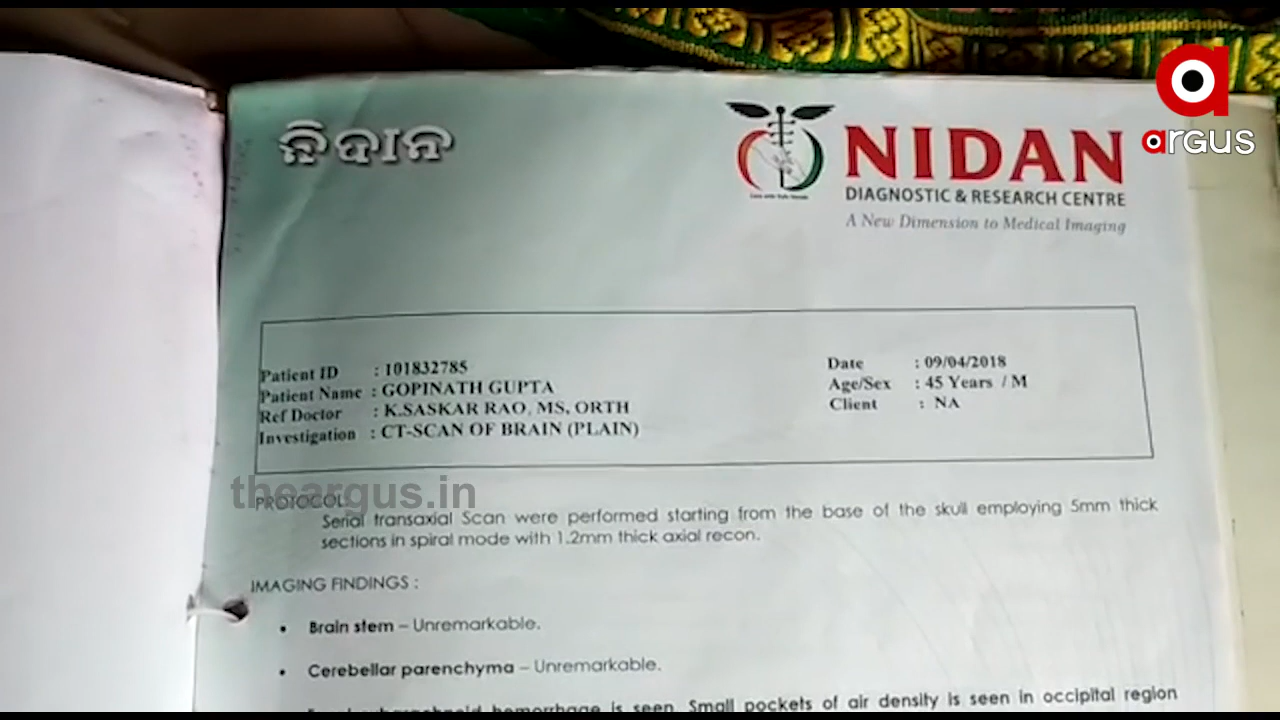 ନିଦାନ
NIDAN
DIAGNOSTIC & RESEARCH CENTRE
A New Dimension to Medical Imaging
argus
Patient ID : 101832785
Patient Name : GOPINATH GUPTA
Ref Doctor : K.SASKAR RAO, MS, ORTH
Investigation : CT-SCAN OF BRAIN (PLAIN)
Date : 09/04/2018
Age/Sex : 45 Years / M
Client : NA
theargus.in
PROTOCOL:
Serial transaxial Scan were performed starting from the base of the skull employing 5mm thick
sections in spiral mode with 1.2mm thick axial recon.
IMAGING FINDINGS :
• Brain stem – Unremarkable.
• Cerebellar parenchyma – Unremarkable.
hemorrhage is seen. Small pockets of air density is seen in occipital region